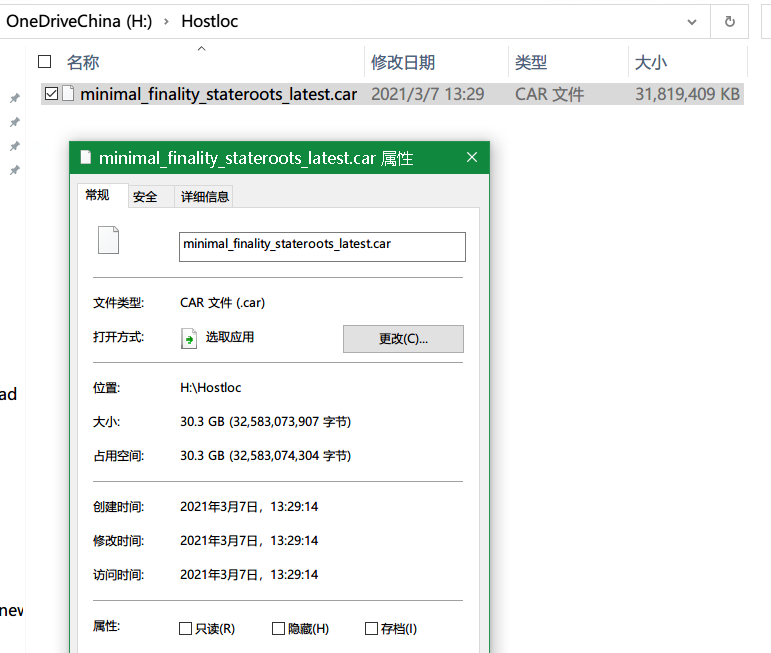 OneDriveChina (H:) › Hostloc
名称 修改日期 类型 大小
minimal_finality_stateroots_latest.car 2021/3/7 13:29 CAR 文件 31,819,409 KB
minimal_finality_stateroots_latest.car 属性
常规 安全 详细信息
minimal_finality_stateroots_latest.car
文件类型: CAR 文件 (.car)
打开方式: 选取应用 更改(C)...
位置: H:\Hostloc
ad
大小: 30.3 GB (32,583,073,907 字节)
占用空间: 30.3 GB (32,583,074,304 字节)
创建时间: 2021年3月7日，13:29:14
修改时间: 2021年3月7日，13:29:14
访问时间: 2021年3月7日，13:29:14
new
属性: 只读(R) 隐藏(H) 存档(I)